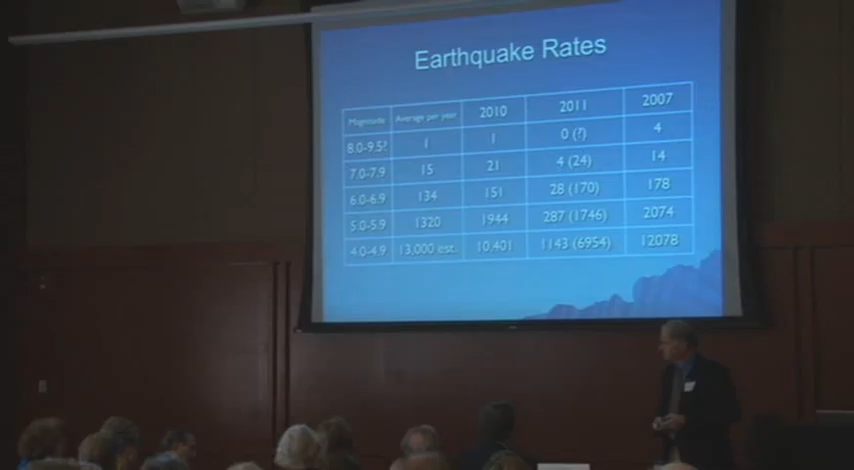 Earthquake Rates
Magnitude Average per year 2010 2011 2007
8.0-9.5? 1 1 0 (?) 4
7.0-7.9 15 21 4 (24) 14
6.0-6.9 134 151 28 (170) 178
5.0-5.9 1320 1944 287 (1746) 2074
4.0-4.9 13,000 est. 10,401 1143 (6954) 12078